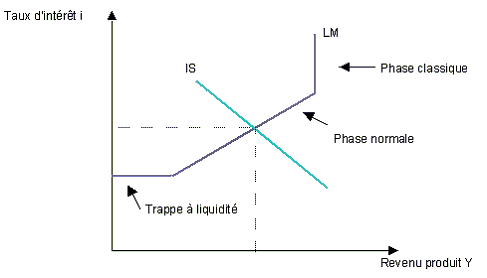 Taux d'intérêt i
LM
IS
Phase classique
Phase normale
Trappe à liquidité
Revenu produit Y